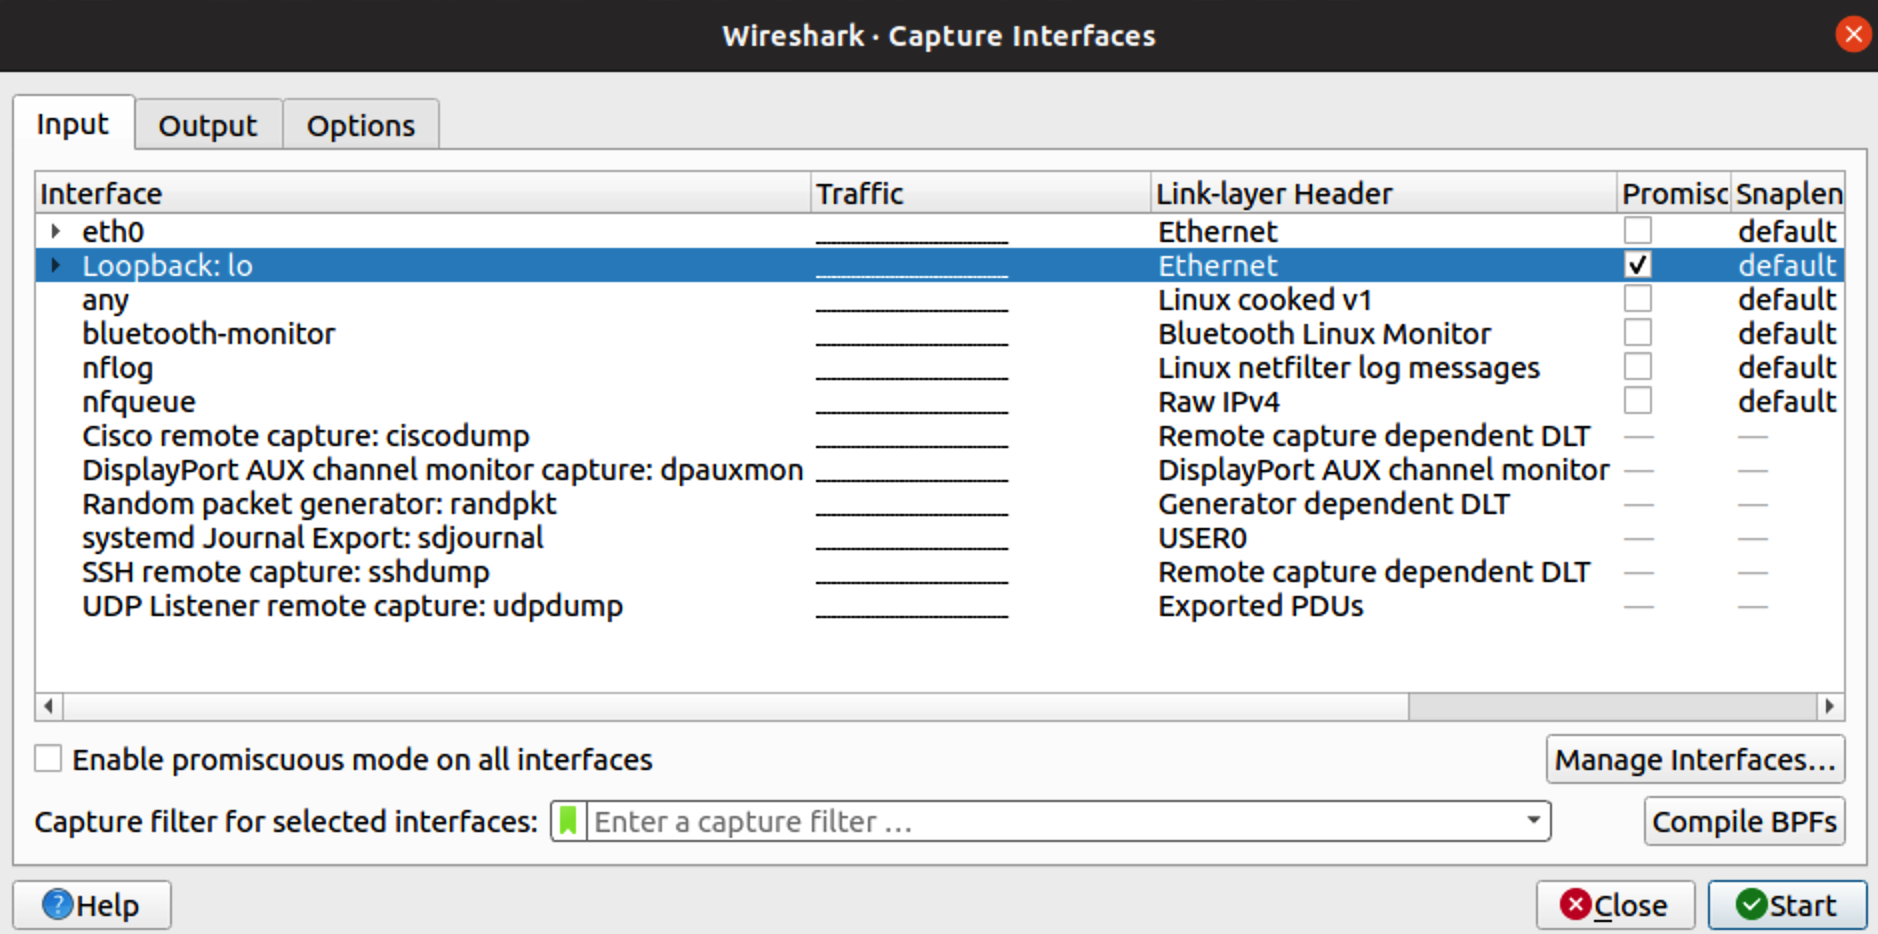 Wireshark · Capture Interfaces
Input Output Options
Interface Traffic Link-layer Header Promisc Snaplen
eth0 Ethernet default
Loopback: lo Ethernet default
any Linux cooked v1 default
bluetooth-monitor Bluetooth Linux Monitor default
nflog Linux netfilter log messages default
nfqueue Raw IPv4 default
Cisco remote capture: ciscodump Remote capture dependent DLT — —
DisplayPort AUX channel monitor capture: dpauxmon DisplayPort AUX channel monitor — —
Random packet generator: randpkt Generator dependent DLT — —
systemd Journal Export: sdjournal USER0 — —
SSH remote capture: sshdump Remote capture dependent DLT — —
UDP Listener remote capture: udpdump Exported PDUs — —
Enable promiscuous mode on all interfaces Manage Interfaces...
Capture filter for selected interfaces: Enter a capture filter ... Compile BPFs
Help Close Start